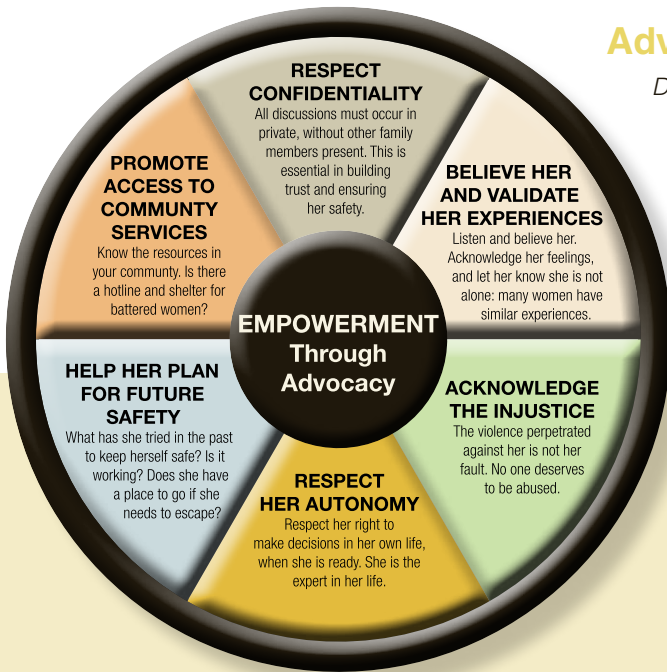 Adv
D
RESPECT
CONFIDENTIALITY
All discussions must occur in
private, without other family
members present. This is
essential in building
trust and ensuring
her safety.
BELIEVE HER
AND VALIDATE
HER EXPERIENCES
Listen and believe her.
Acknowledge her feelings,
and let her know she is not
alone: many women have
similar experiences.
ACKNOWLEDGE
THE INJUSTICE
The violence perpetrated
against her is not her
fault. No one deserves
to be abused.
RESPECT
HER AUTONOMY
Respect her right to
make decisions in her own life,
when she is ready. She is the
expert in her life.
HELP HER PLAN
FOR FUTURE
SAFETY
What has she tried in the past
to keep herself safe? Is it
working? Does she have
a place to go if she
needs to escape?
PROMOTE
ACCESS TO
COMMUNTY
SERVICES
Know the resources in
your communty. Is there
a hotline and shelter for
battered women?
EMPOWERMENT
Through
Advocacy